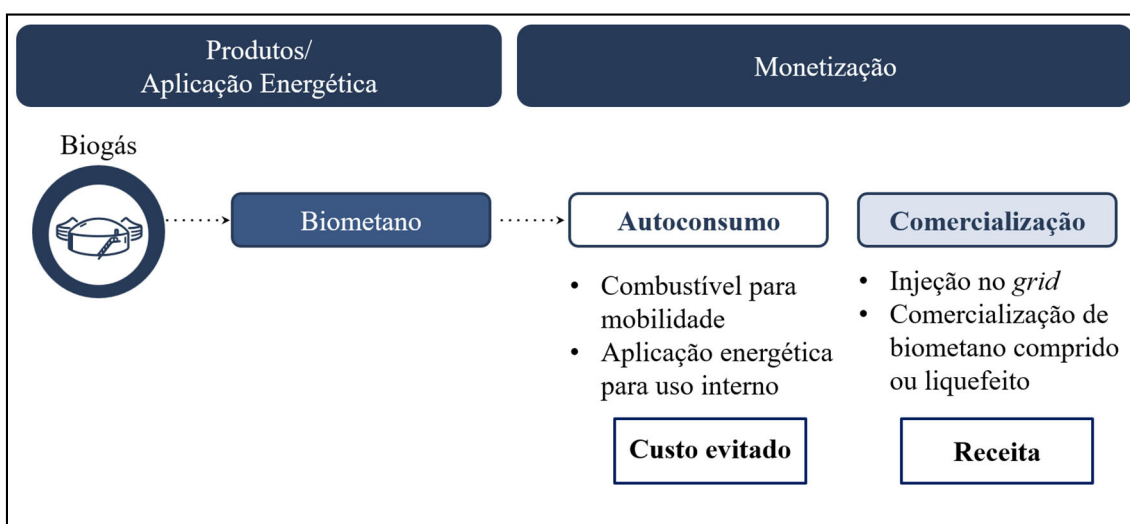 Produtos/
Aplicação Energética
Monetização
Biogás
Biometano
Autoconsumo
• Combustível para
mobilidade
• Aplicação energética
para uso interno
Custo evitado
Comercialização
• Injeção no grid
• Comercialização de
biometano comprido
ou liquefeito
Receita